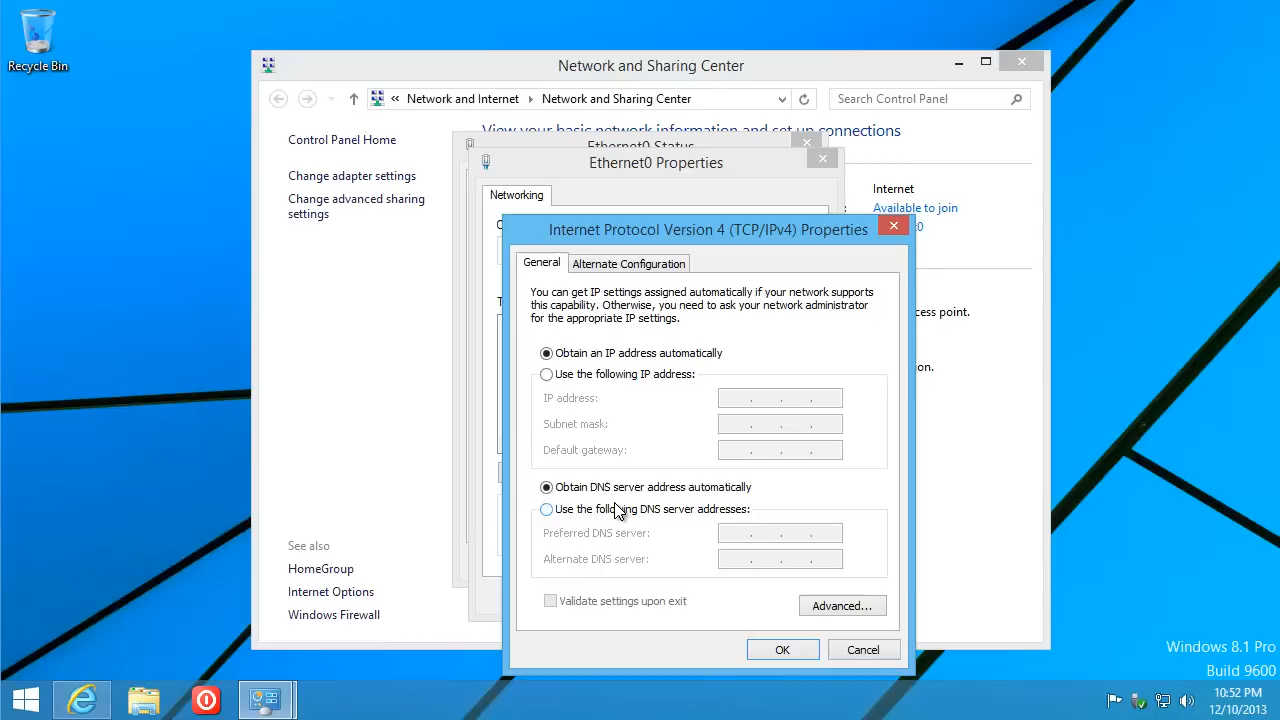 Recycle Bin
Network and Sharing Center
« Network and Internet Network and Sharing Center
Search Control Panel
Control Panel Home
Change adapter settings
Change advanced sharing
settings
See also
HomeGroup
Internet Options
Windows Firewall
View your basic network information and set up connections
Internet
Available to join
cess point.
on.
Ethernet0 Status
Ethernet0 Properties
Networking
Internet Protocol Version 4 (TCP/IPv4) Properties
General
Alternate Configuration
You can get IP settings assigned automatically if your network supports
this capability. Otherwise, you need to ask your network administrator
for the appropriate IP settings.
Obtain an IP address automatically
Use the following IP address:
IP address:
Subnet mask:
Default gateway:
Obtain DNS server address automatically
Use the following DNS server addresses:
Preferred DNS server:
Alternate DNS server:
Validate settings upon exit
Advanced...
OK
Cancel
Windows 8.1 Pro
Build 9600
10:52 PM
12/10/2013